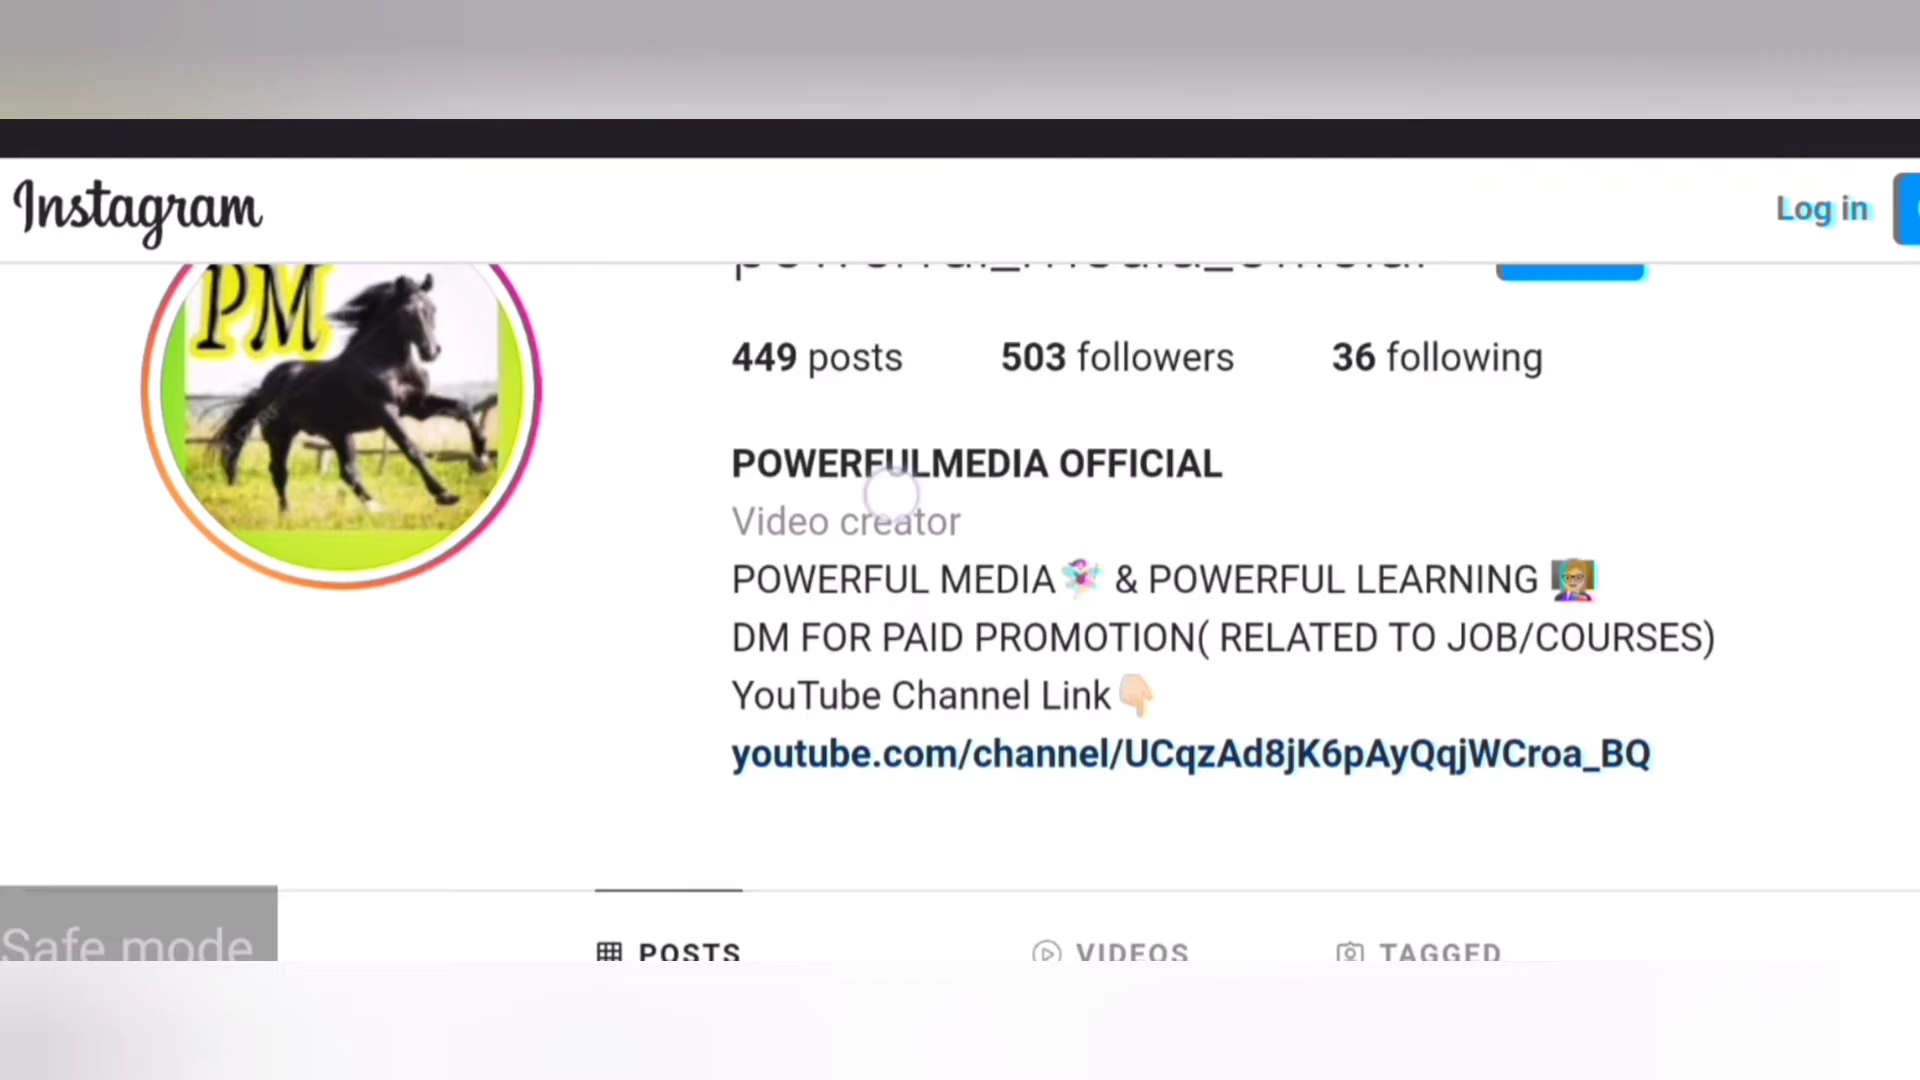 Instagram
Log in
PM
449 posts 503 followers 36 following
POWERFULMEDIA OFFICIAL
Video creator
POWERFUL MEDIA🧚🏻‍♀️ & POWERFUL LEARNING 👩🏼‍🏫
DM FOR PAID PROMOTION( RELATED TO JOB/COURSES)
YouTube Channel Link👇🏻
youtube.com/channel/UCqzAd8jK6pAyQqjWCroa_BQ
Safe mode
POSTS VIDEOS TAGGED